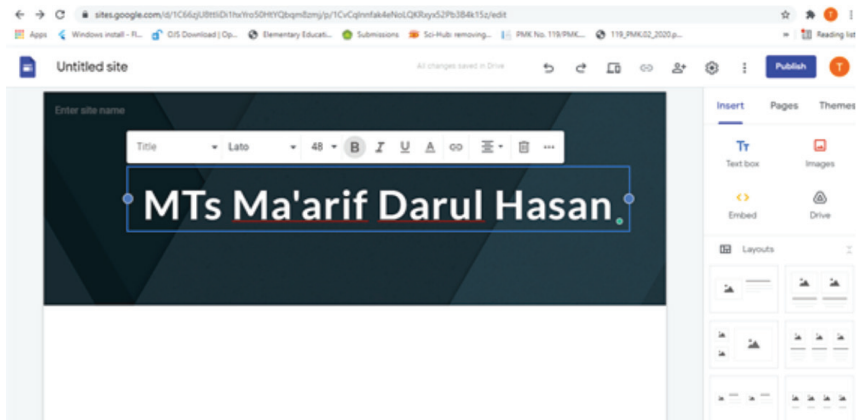 sites.google.com/d/1C66zjU8ttliDi1hxYro50HtYQbqm8zmj/p/1CvCqlnnfak4eNoLQKRxyx52Pb3B4k15z/edit
Apps Windows install - Fl... OJS Download | Op... Elementary Educati... Submissions Sci-Hub: removing... PMK No. 119/PMK... 119_PMK.02_2020.p... » Reading list
Untitled site All changes saved in Drive Publish T
Enter site name
Insert Pages Themes
Title Lato 48 B I U A
Text box Images
MTs Ma'arif Darul Hasan
Embed Drive
Layouts